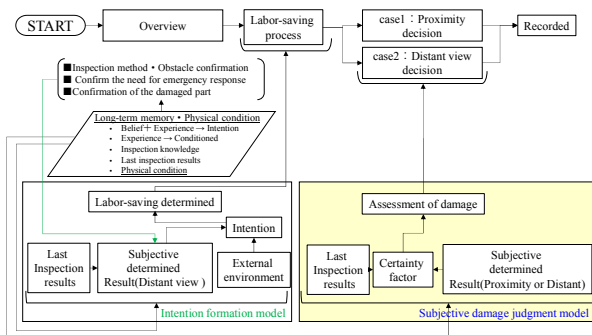 START
Overview
Labor-saving
process
case1：Proximity
decision
Recorded
case2：Distant view
decision
■Inspection method・Obstacle confirmation
■ Confirm the need for emergency response
■Confirmation of the damaged part
Long-term memory・Physical condition
• Belief＋ Experience → Intention
• Experience → Conditioned
• Inspection knowledge
• Last inspection results
• Physical condition
Labor-saving determined
Intention
Last
Inspection
results
Subjective
determined
Result(Distant view )
External
environment
Intention formation model
Assessment of damage
Last
Inspection
results
Certainty
factor
Subjective
determined
Result(Proximity or Distant)
Subjective damage judgment model